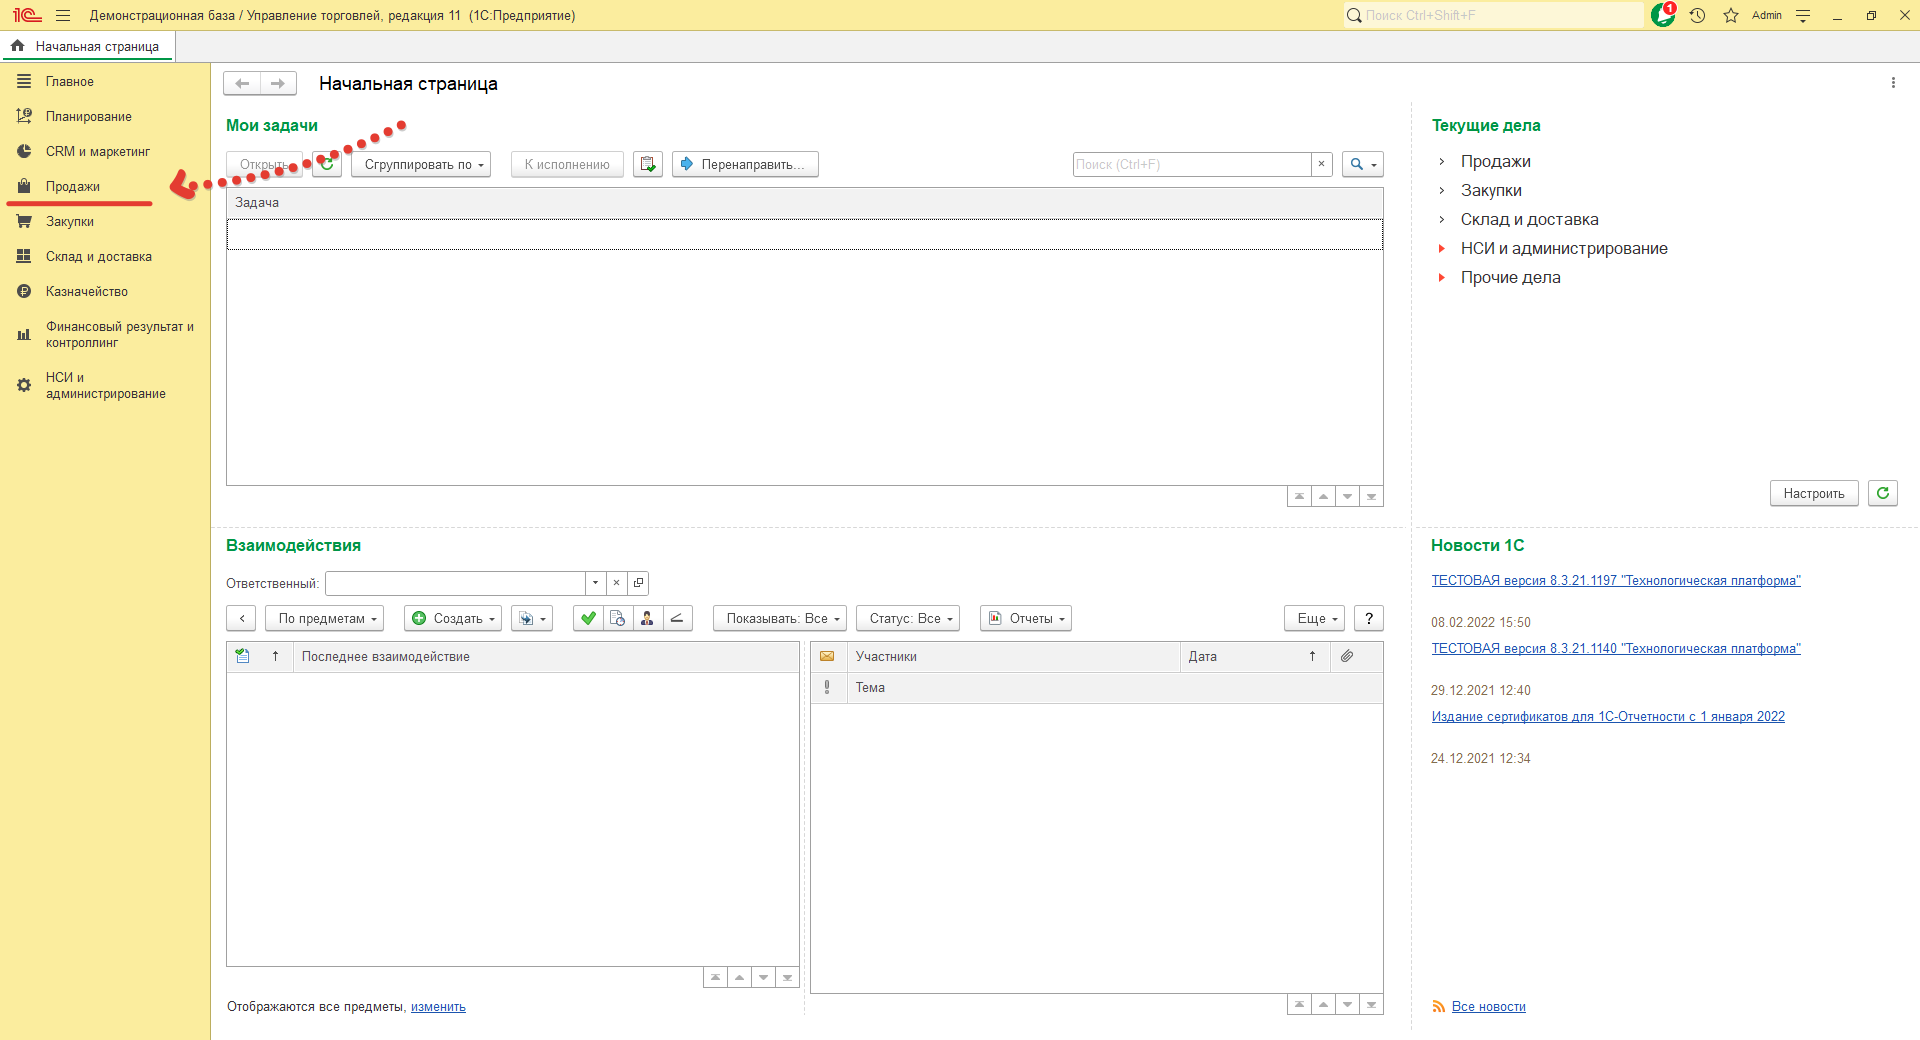 1С Демонстрационная база / Управление торговлей, редакция 11 (1С:Предприятие)
Поиск Ctrl+Shift+F
1
Admin
Начальная страница
Главное
Планирование
CRM и маркетинг
Продажи
Закупки
Склад и доставка
Казначейство
Финансовый результат и
контроллинг
НСИ и
администрирование
Начальная страница
Мои задачи
Открыть
Сгруппировать по
К исполнению
Перенаправить...
Поиск (Ctrl+F)
Задача
Текущие дела
Продажи
Закупки
Склад и доставка
НСИ и администрирование
Прочие дела
Настроить
Взаимодействия
Ответственный:
По предметам
Создать
Показывать: Все
Статус: Все
Отчеты
Еще
?
Последнее взаимодействие
Участники
Дата
Тема
Отображаются все предметы, изменить
Новости 1С
ТЕСТОВАЯ версия 8.3.21.1197 "Технологическая платформа"
08.02.2022 15:50
ТЕСТОВАЯ версия 8.3.21.1140 "Технологическая платформа"
29.12.2021 12:40
Издание сертификатов для 1С-Отчетности с 1 января 2022
24.12.2021 12:34
Все новости